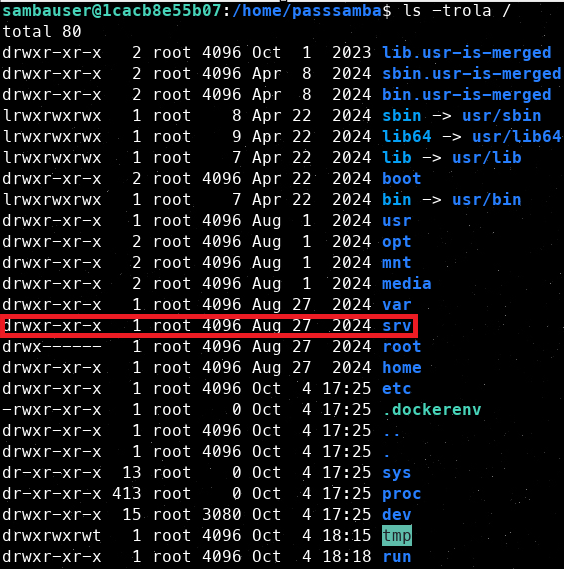 sambauser@1cacb8e55b07:/home/passsamba$ ls -trola /
total 80
drwxr-xr-x   2 root 4096 Oct  1  2023 lib.usr-is-merged
drwxr-xr-x   2 root 4096 Apr  8  2024 sbin.usr-is-merged
drwxr-xr-x   2 root 4096 Apr  8  2024 bin.usr-is-merged
lrwxrwxrwx   1 root    8 Apr 22  2024 sbin -> usr/sbin
lrwxrwxrwx   1 root    9 Apr 22  2024 lib64 -> usr/lib64
lrwxrwxrwx   1 root    7 Apr 22  2024 lib -> usr/lib
drwxr-xr-x   2 root 4096 Apr 22  2024 boot
lrwxrwxrwx   1 root    7 Apr 22  2024 bin -> usr/bin
drwxr-xr-x   1 root 4096 Aug  1  2024 usr
drwxr-xr-x   2 root 4096 Aug  1  2024 opt
drwxr-xr-x   2 root 4096 Aug  1  2024 mnt
drwxr-xr-x   2 root 4096 Aug  1  2024 media
drwxr-xr-x   1 root 4096 Aug 27  2024 var
drwxr-xr-x   1 root 4096 Aug 27  2024 srv
drwx------   1 root 4096 Aug 27  2024 root
drwxr-xr-x   1 root 4096 Aug 27  2024 home
drwxr-xr-x   1 root 4096 Oct  4 17:25 etc
-rwxr-xr-x   1 root    0 Oct  4 17:25 .dockerenv
drwxr-xr-x   1 root 4096 Oct  4 17:25 ..
drwxr-xr-x   1 root 4096 Oct  4 17:25 .
dr-xr-xr-x  13 root    0 Oct  4 17:25 sys
dr-xr-xr-x 413 root    0 Oct  4 17:25 proc
drwxr-xr-x  15 root 3080 Oct  4 17:25 dev
drwxrwxrwt   1 root 4096 Oct  4 18:15 tmp
drwxr-xr-x   1 root 4096 Oct  4 18:18 run